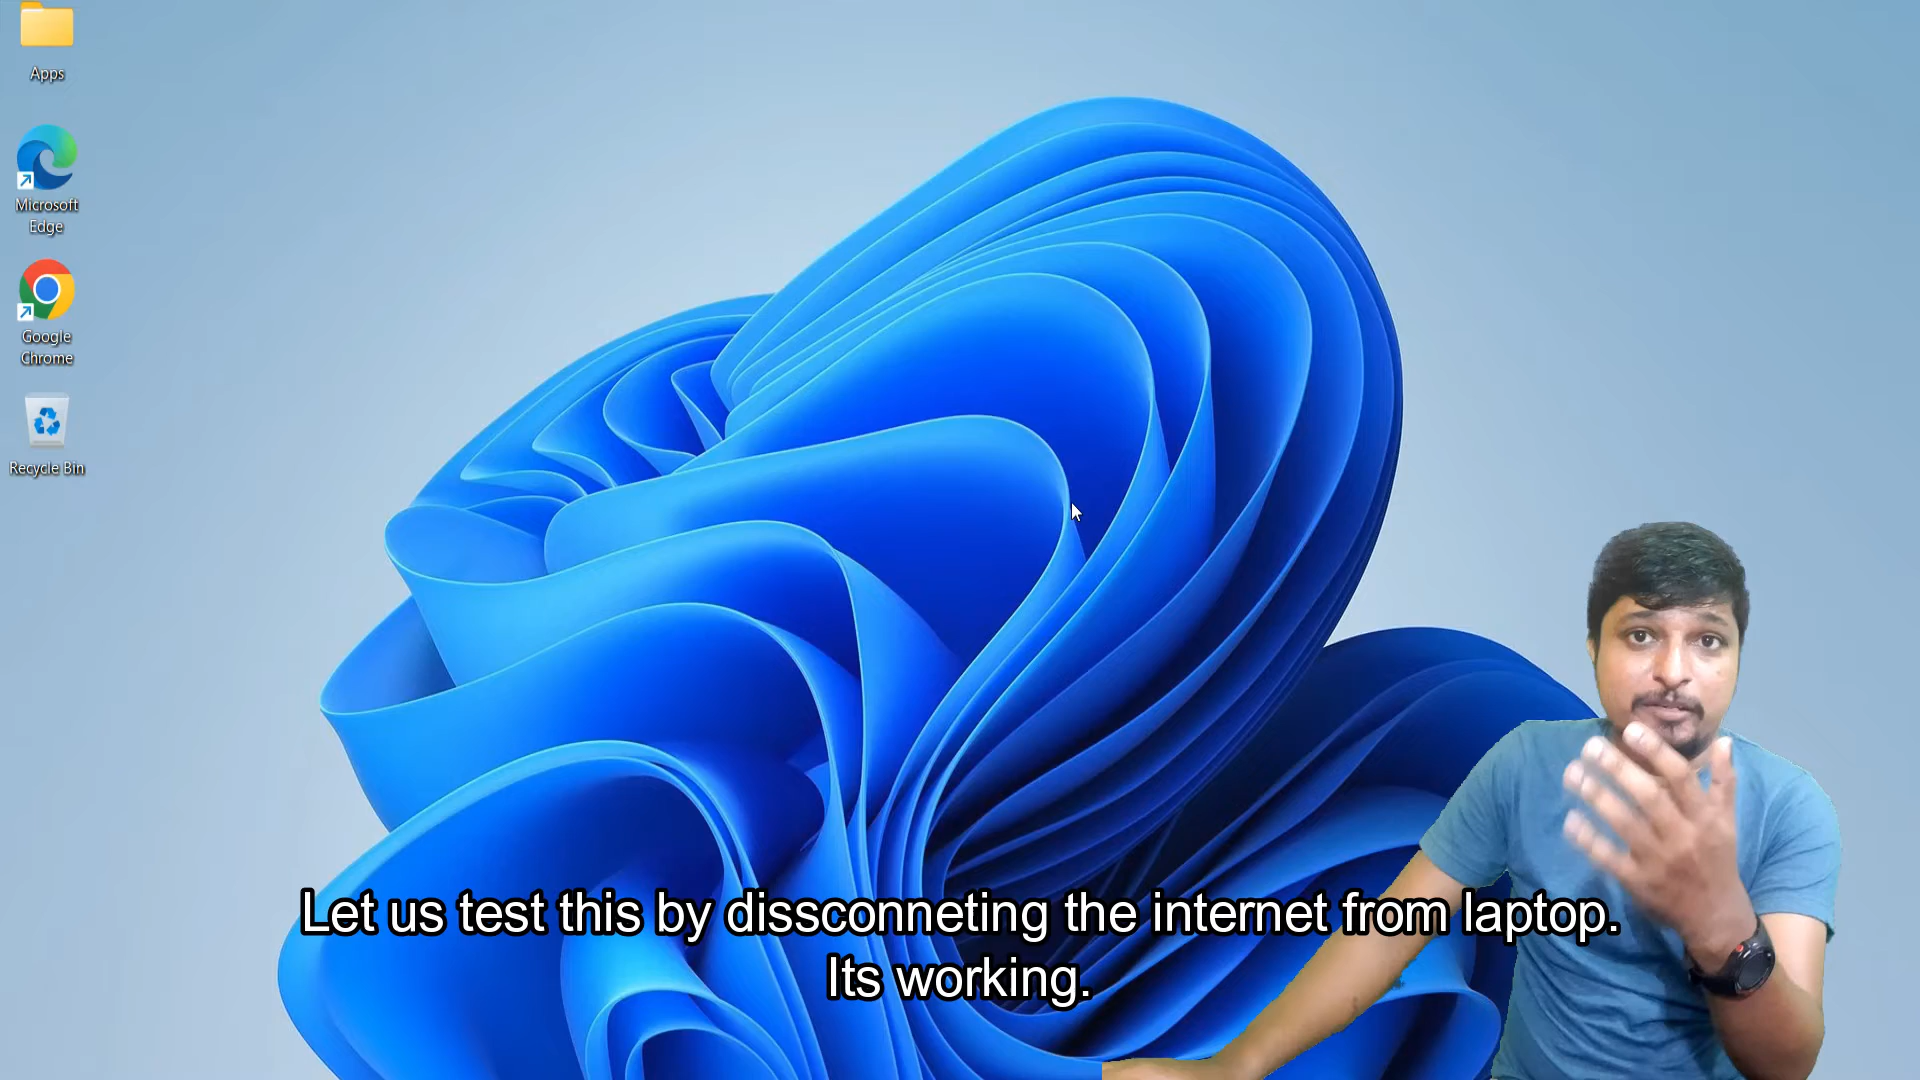 Apps
Microsoft
Edge
Google
Chrome
Recycle Bin
Let us test this by dissconneting the internet from laptop.
Its working.